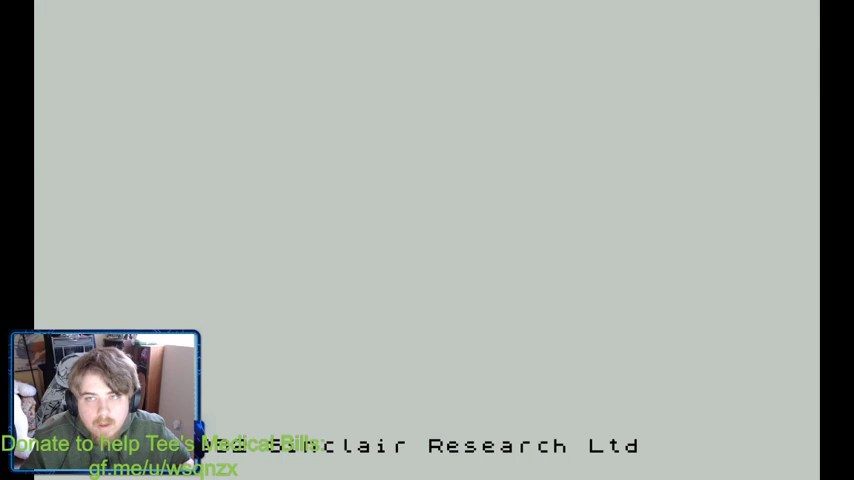 Donate to help Tee's Medical Bills:
gf.me/u/wsqnzx
Sinclair Research Ltd